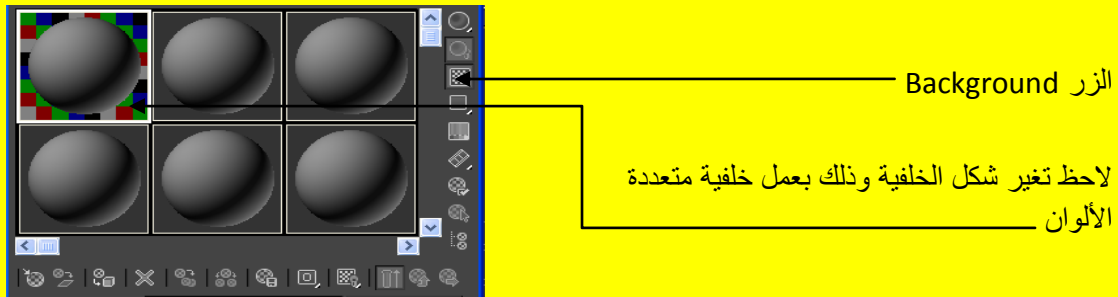 الزر Background
لاحظ تغير شكل الخلفية وذلك بعمل خلفية متعددة
الألوان